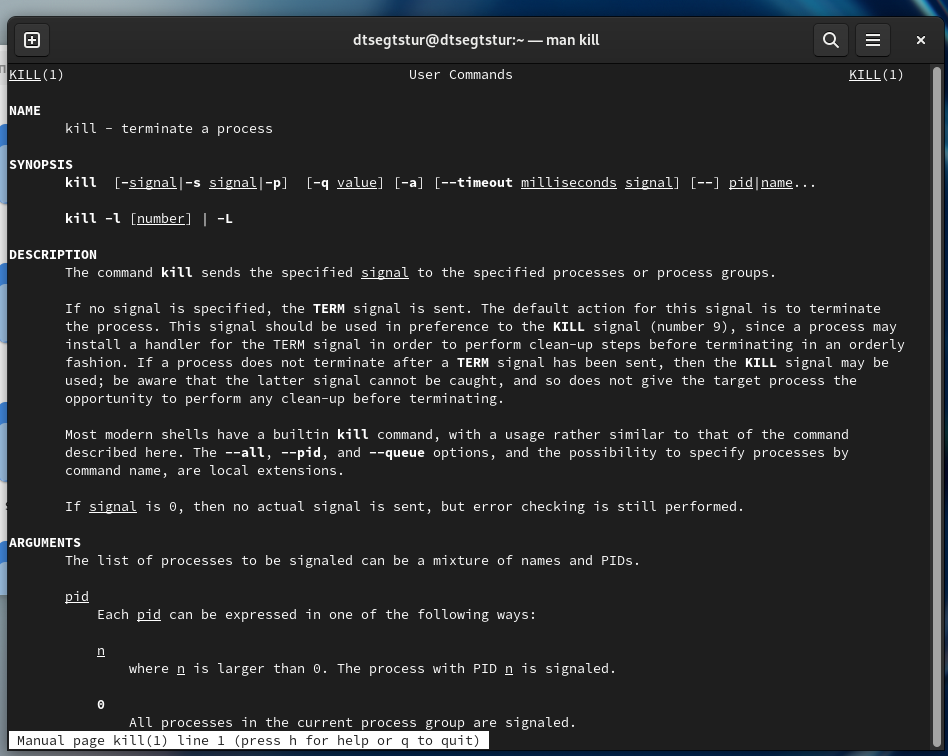 dtsegtstur@dtsegtstur:~ — man kill
KILL(1) User Commands KILL(1)
NAME
kill - terminate a process
SYNOPSIS
kill [-signal|-s signal|-p] [-q value] [-a] [--timeout milliseconds signal] [--] pid|name...
kill -l [number] | -L
DESCRIPTION
The command kill sends the specified signal to the specified processes or process groups.
If no signal is specified, the TERM signal is sent. The default action for this signal is to terminate
the process. This signal should be used in preference to the KILL signal (number 9), since a process may
install a handler for the TERM signal in order to perform clean-up steps before terminating in an orderly
fashion. If a process does not terminate after a TERM signal has been sent, then the KILL signal may be
used; be aware that the latter signal cannot be caught, and so does not give the target process the
opportunity to perform any clean-up before terminating.
Most modern shells have a builtin kill command, with a usage rather similar to that of the command
described here. The --all, --pid, and --queue options, and the possibility to specify processes by
command name, are local extensions.
If signal is 0, then no actual signal is sent, but error checking is still performed.
ARGUMENTS
The list of processes to be signaled can be a mixture of names and PIDs.
pid
Each pid can be expressed in one of the following ways:
n
where n is larger than 0. The process with PID n is signaled.
0
All processes in the current process group are signaled.
Manual page kill(1) line 1 (press h for help or q to quit)